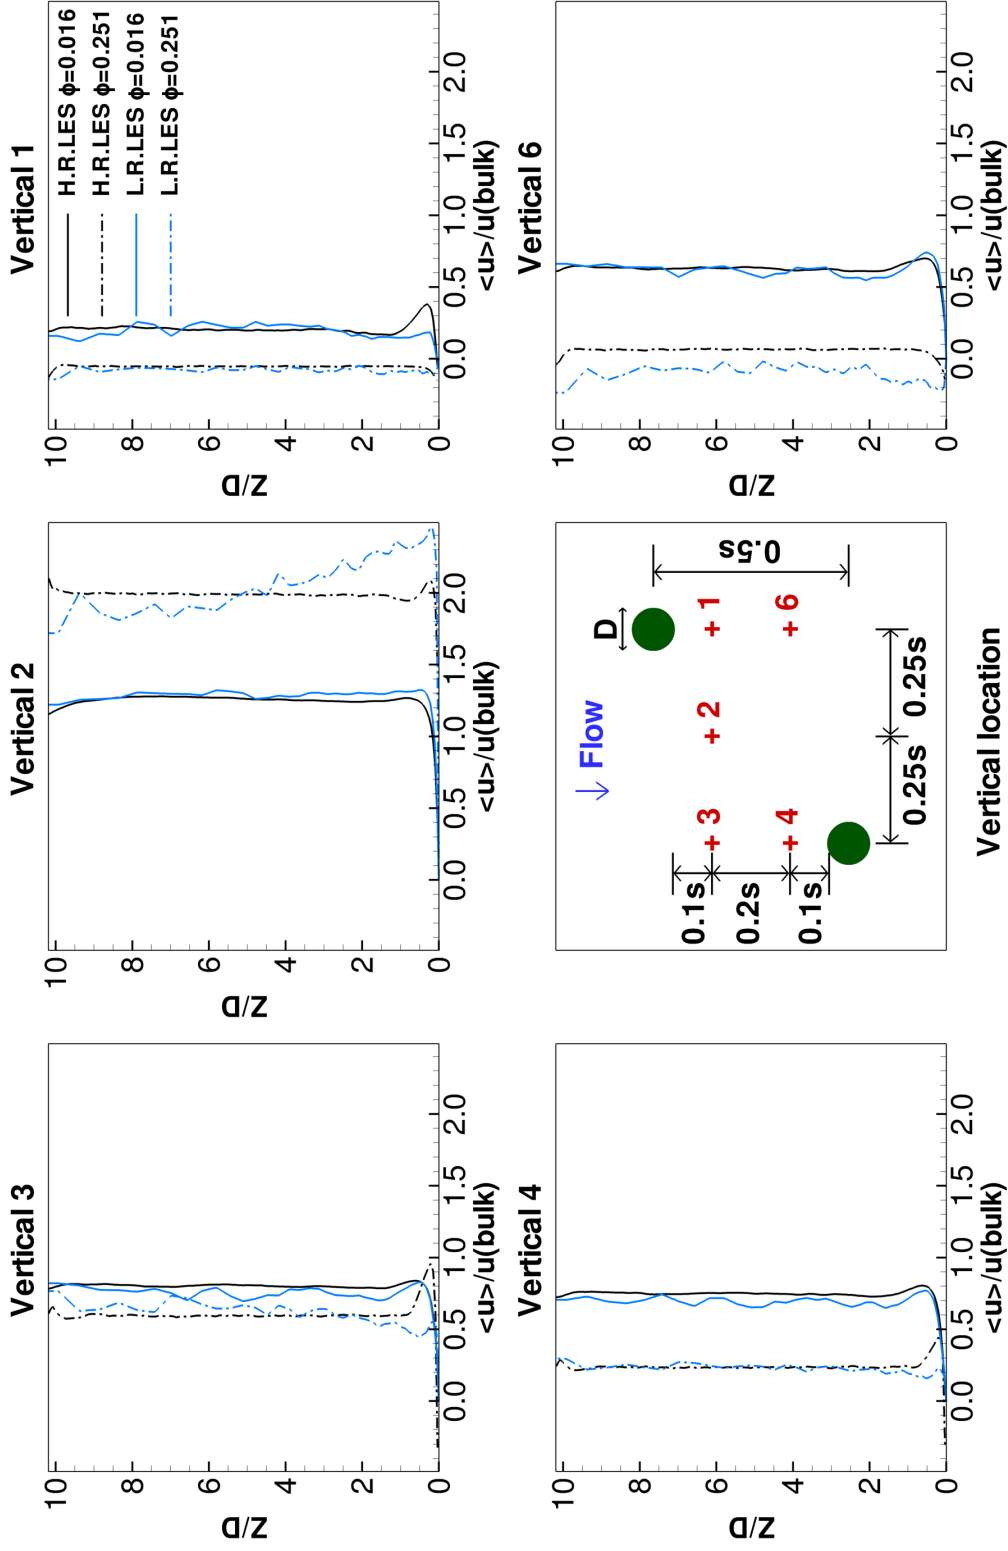 Vertical 3
10
8
6
4
2
0
Z/D
0.0
0.5
1.0
1.5
2.0
<u>/u(bulk)
Vertical 2
10
8
6
4
2
0
Z/D
0.0
0.5
1.0
1.5
2.0
<u>/u(bulk)
Vertical 1
H.R.LES ϕ=0.016
H.R.LES ϕ=0.251
L.R.LES ϕ=0.016
L.R.LES ϕ=0.251
10
8
6
4
2
0
Z/D
0.0
0.5
1.0
1.5
2.0
<u>/u(bulk)
Vertical 4
10
8
6
4
2
0
Z/D
0.0
0.5
1.0
1.5
2.0
<u>/u(bulk)
Flow
D
0.1s
3
2
1
0.2s
0.5s
4
6
0.1s
0.25s
0.25s
Vertical location
Vertical 6
10
8
6
4
2
0
Z/D
0.0
0.5
1.0
1.5
2.0
<u>/u(bulk)